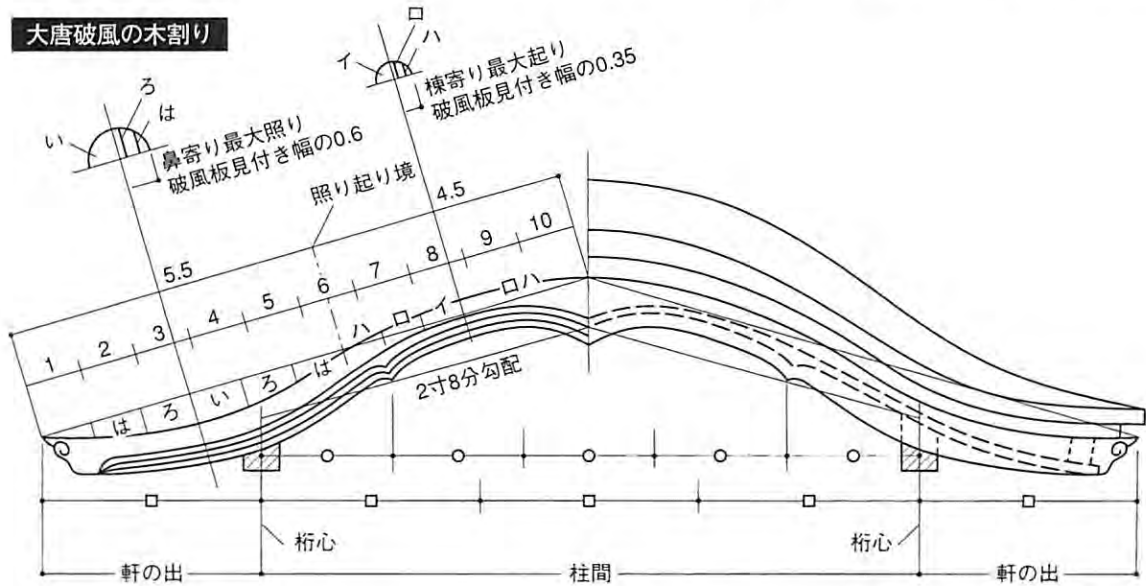 大唐破風の木割り
イ
ロ
ハ
棟寄り最大起り
破風板見付き幅の0.35
い
ろ
は
鼻寄り最大照り
破風板見付き幅の0.6
照り起り境
4.5
5.5
1 2 3 4 5 6 7 8 9 10
は ろ い ろ は ハ ロ イ ロ ハ
2寸8分勾配
桁心
桁心
軒の出
柱間
軒の出